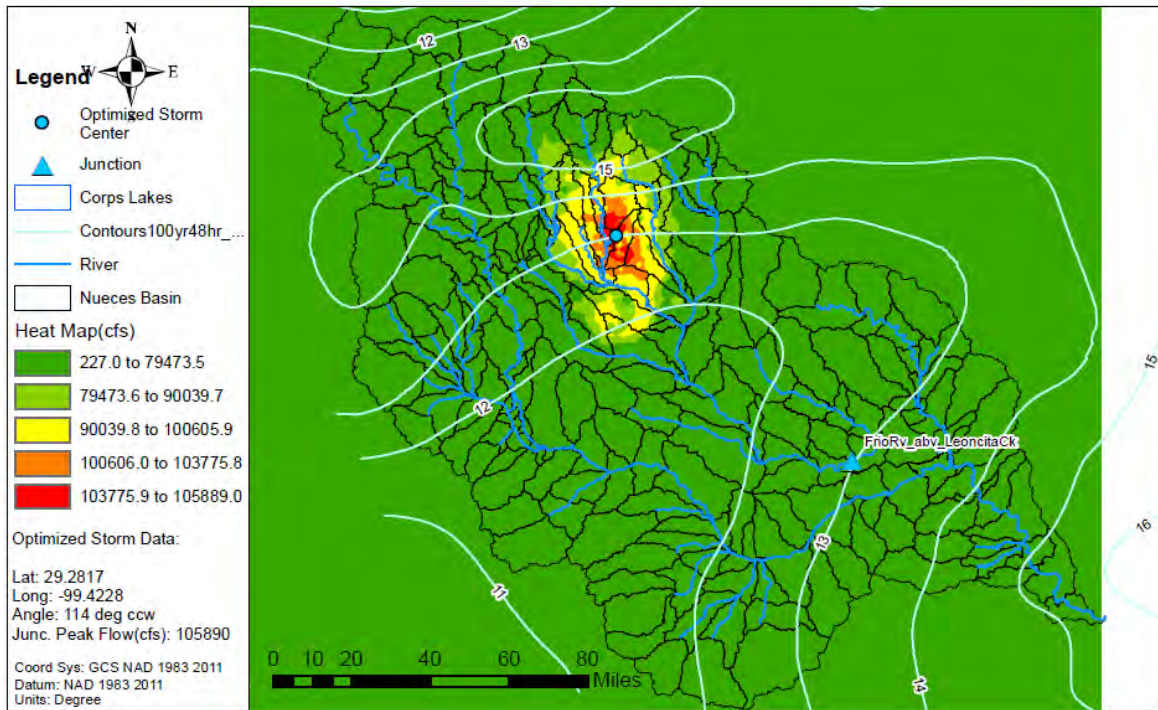 N
Legend
W
E
S
Optimized Storm
Center
Junction
Corps Lakes
Contours100yr48hr_...
River
Nueces Basin
Heat Map(cfs)
227.0 to 79473.5
79473.6 to 90039.7
90039.8 to 100605.9
100606.0 to 103775.8
103775.9 to 105889.0
Optimized Storm Data:
Lat: 29.2817
Long: -99.4228
Angle: 114 deg ccw
Junc. Peak Flow(cfs): 105890
Coord Sys: GCS NAD 1983 2011
Datum: NAD 1983 2011
Units: Degree
12
13
15
12
FrioRv_abv_LeoncitaCk
11
13
14
15
16
0 10 20 40 60 80
Miles